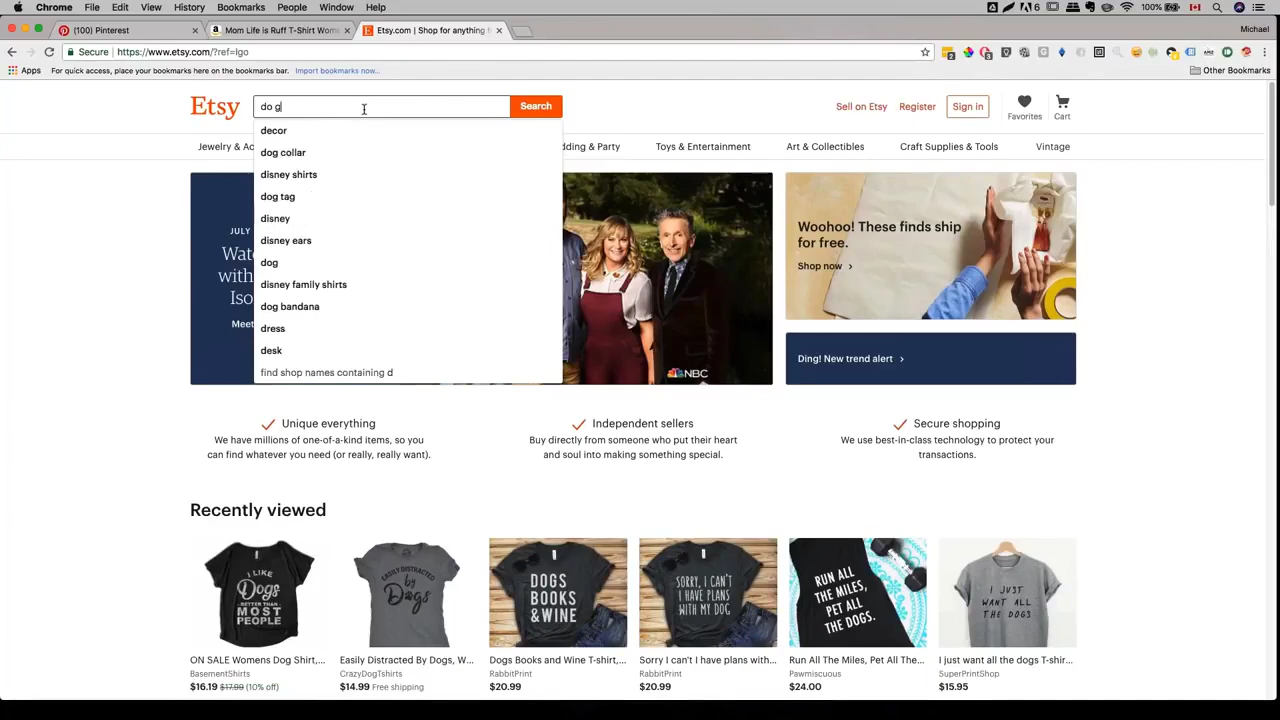 Chrome File Edit View History Bookmarks People Window Help
100%
(100) Pinterest
Mom Life is Ruff T-Shirt Wom
Etsy.com | Shop for anything f
Michael
Secure https://www.etsy.com/?ref=lgo
Apps For quick access, place your bookmarks here on the bookmarks bar. Import bookmarks now...
Other Bookmarks
Etsy
do g
Search
Sell on Etsy
Register
Sign in
Favorites
Cart
Jewelry & Ac
dding & Party
Toys & Entertainment
Art & Collectibles
Craft Supplies & Tools
Vintage
decor
dog collar
disney shirts
dog tag
disney
disney ears
dog
disney family shirts
dog bandana
dress
desk
find shop names containing d
JULY
Wat
with
Iso
Meet
NBC
Woohoo! These finds ship
for free.
Shop now >
Ding! New trend alert >
Unique everything
We have millions of one-of-a-kind items, so you
can find whatever you need (or really, really want).
Independent sellers
Buy directly from someone who put their heart
and soul into making something special.
Secure shopping
We use best-in-class technology to protect your
transactions.
Recently viewed
I LIKE
Dogs
BETTER THAN
MOST
PEOPLE
ON SALE Womens Dog Shirt,...
BasementShirts
$16.19 $17.99 (10% off)
EASILY DISTRACTED
by
Dogs
Easily Distracted By Dogs, W...
CrazyDogTshirts
$14.99 Free shipping
DOGS
BOOKS
& WINE
Dogs Books and Wine T-shirt,...
RabbitPrint
$20.99
SORRY, I CAN'T
I HAVE PLANS
WITH MY DOG
Sorry I can't I have plans with...
RabbitPrint
$20.99
RUN ALL
THE MILES,
PET ALL
THE DOGS.
Run All The Miles, Pet All The...
Pawmiscuous
$24.00
I JUST
WANT ALL
THE DOGS
I just want all the dogs T-shir...
SuperPrintShop
$15.95